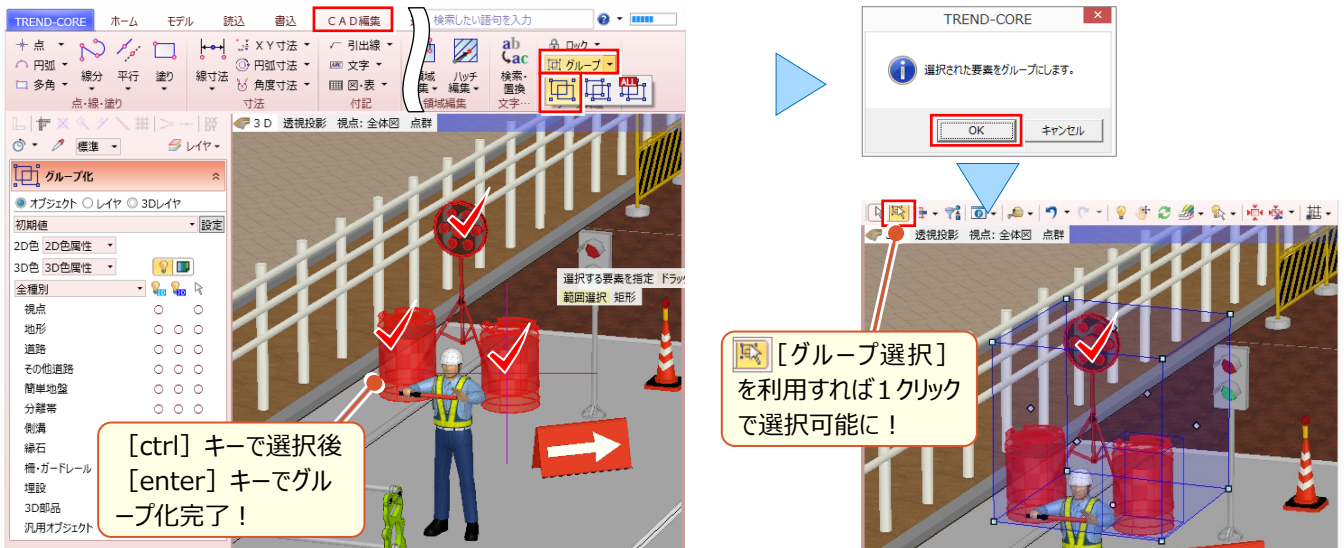 TREND-CORE
ホーム
モデル
読込
書込
CAD編集
検索したい語句を入力
点
円弧
多角
線分
平行
塗り
点・線・塗り
線寸法
XY寸法
円弧寸法
角度寸法
寸法
引出線
文字
図・表
付記
ハッチ
編集
領域編集
ab
ac
検索・
置換
文字…
ロック
グループ
ALL
標準
レイヤ
3D 透視投影 視点: 全体図 点群
グループ化
オブジェクト
レイヤ
3Dレイヤ
初期値
設定
2D色 2D色属性
3D色 3D色属性
全種別
視点
地形
道路
その他道路
簡単地盤
分離帯
側溝
縁石
柵・ガードレール
埋設
3D部品
汎用オブジェクト
選択する要素を指定 ドラッ
範囲選択 矩形
[ctrl] キーで選択後
[enter] キーでグル
ープ化完了！
TREND-CORE
選択された要素をグループにします。
OK
キャンセル
透視投影 視点: 全体図 点群
[グループ選択]
を利用すれば１クリック
で選択可能に！